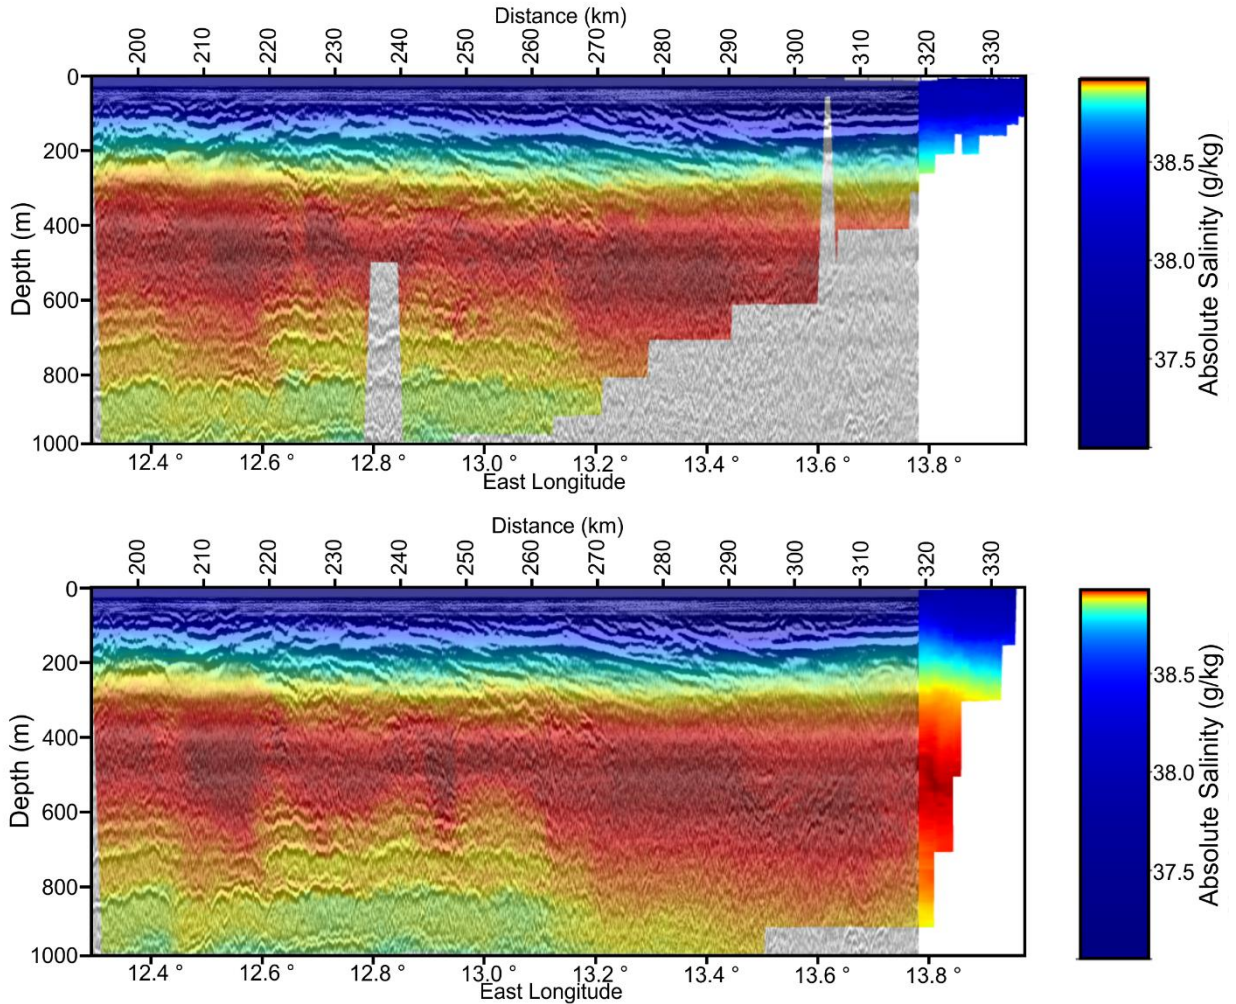 Distance (km)
200 210 220 230 240 250 260 270 280 290 300 310 320 330
0
200
400
600
800
1000
Depth (m)
12.4 ° 12.6 ° 12.8 ° 13.0 ° 13.2 ° 13.4 ° 13.6 ° 13.8 °
East Longitude
38.5
38.0
37.5
Absolute Salinity (g/kg)
Distance (km)
200 210 220 230 240 250 260 270 280 290 300 310 320 330
0
200
400
600
800
1000
Depth (m)
12.4 ° 12.6 ° 12.8 ° 13.0 ° 13.2 ° 13.4 ° 13.6 ° 13.8 °
East Longitude
38.5
38.0
37.5
Absolute Salinity (g/kg)